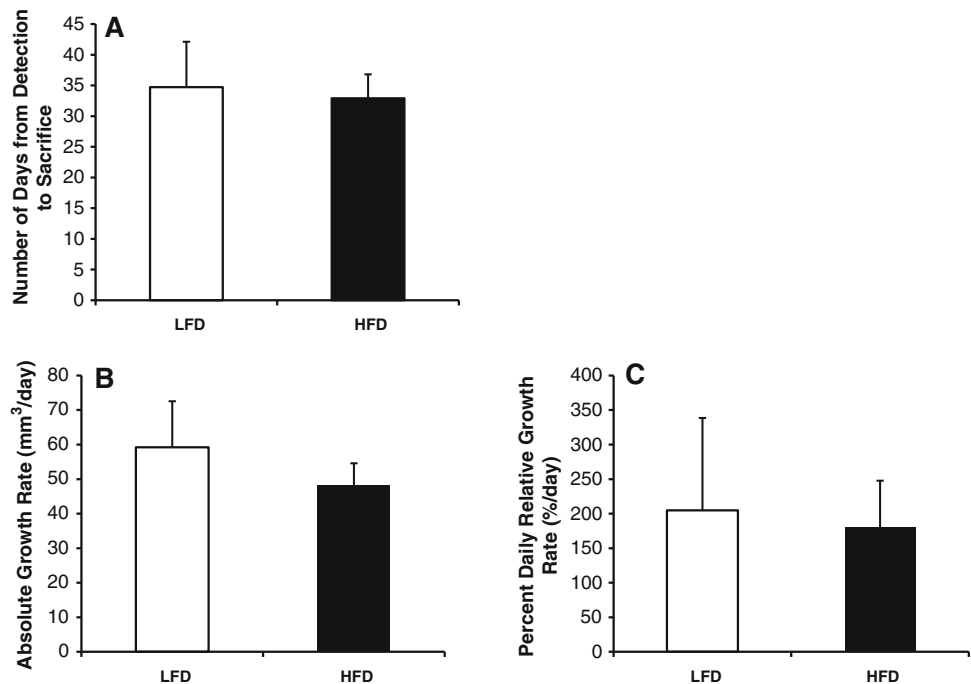 A
Number of Days from Detection
to Sacrifice
45
40
35
30
25
20
15
10
5
0
LFD
HFD
B
Absolute Growth Rate (mm³/day)
80
70
60
50
40
30
20
10
0
LFD
HFD
C
Percent Daily Relative Growth
Rate (%/day)
400
350
300
250
200
150
100
50
0
LFD
HFD